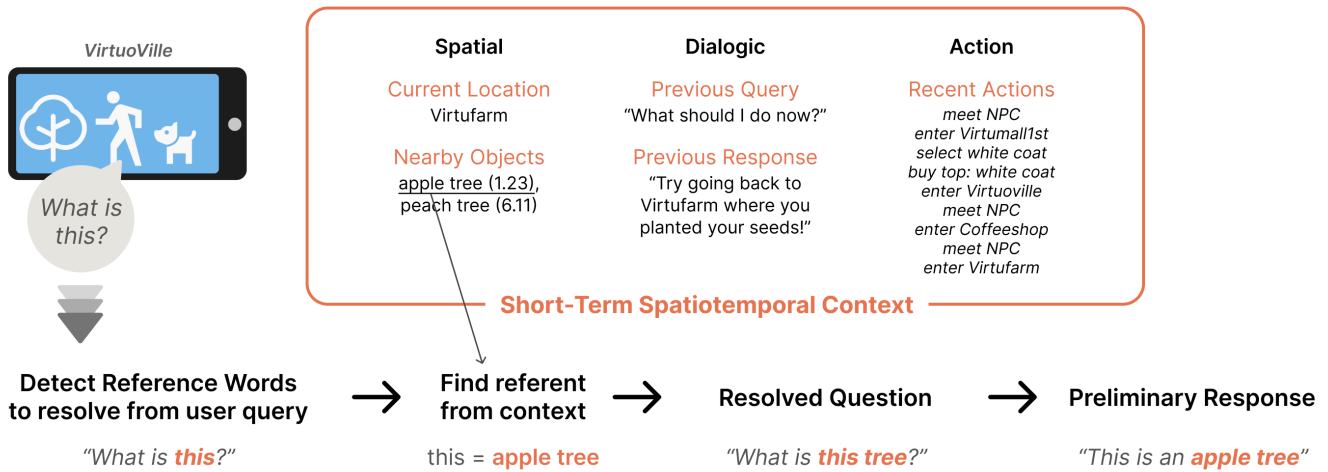 VirtuoVille
What is
this?
Spatial
Current Location
Virtufarm
Nearby Objects
apple tree (1.23),
peach tree (6.11)
Dialogic
Previous Query
“What should I do now?”
Previous Response
“Try going back to
Virtufarm where you
planted your seeds!”
Action
Recent Actions
meet NPC
enter Virtumall1st
select white coat
buy top: white coat
enter Virtuoville
meet NPC
enter Coffeeshop
meet NPC
enter Virtufarm
Short-Term Spatiotemporal Context
Detect Reference Words
to resolve from user query
“What is this?”
Find referent
from context
this = apple tree
Resolved Question
“What is this tree?”
Preliminary Response
“This is an apple tree”